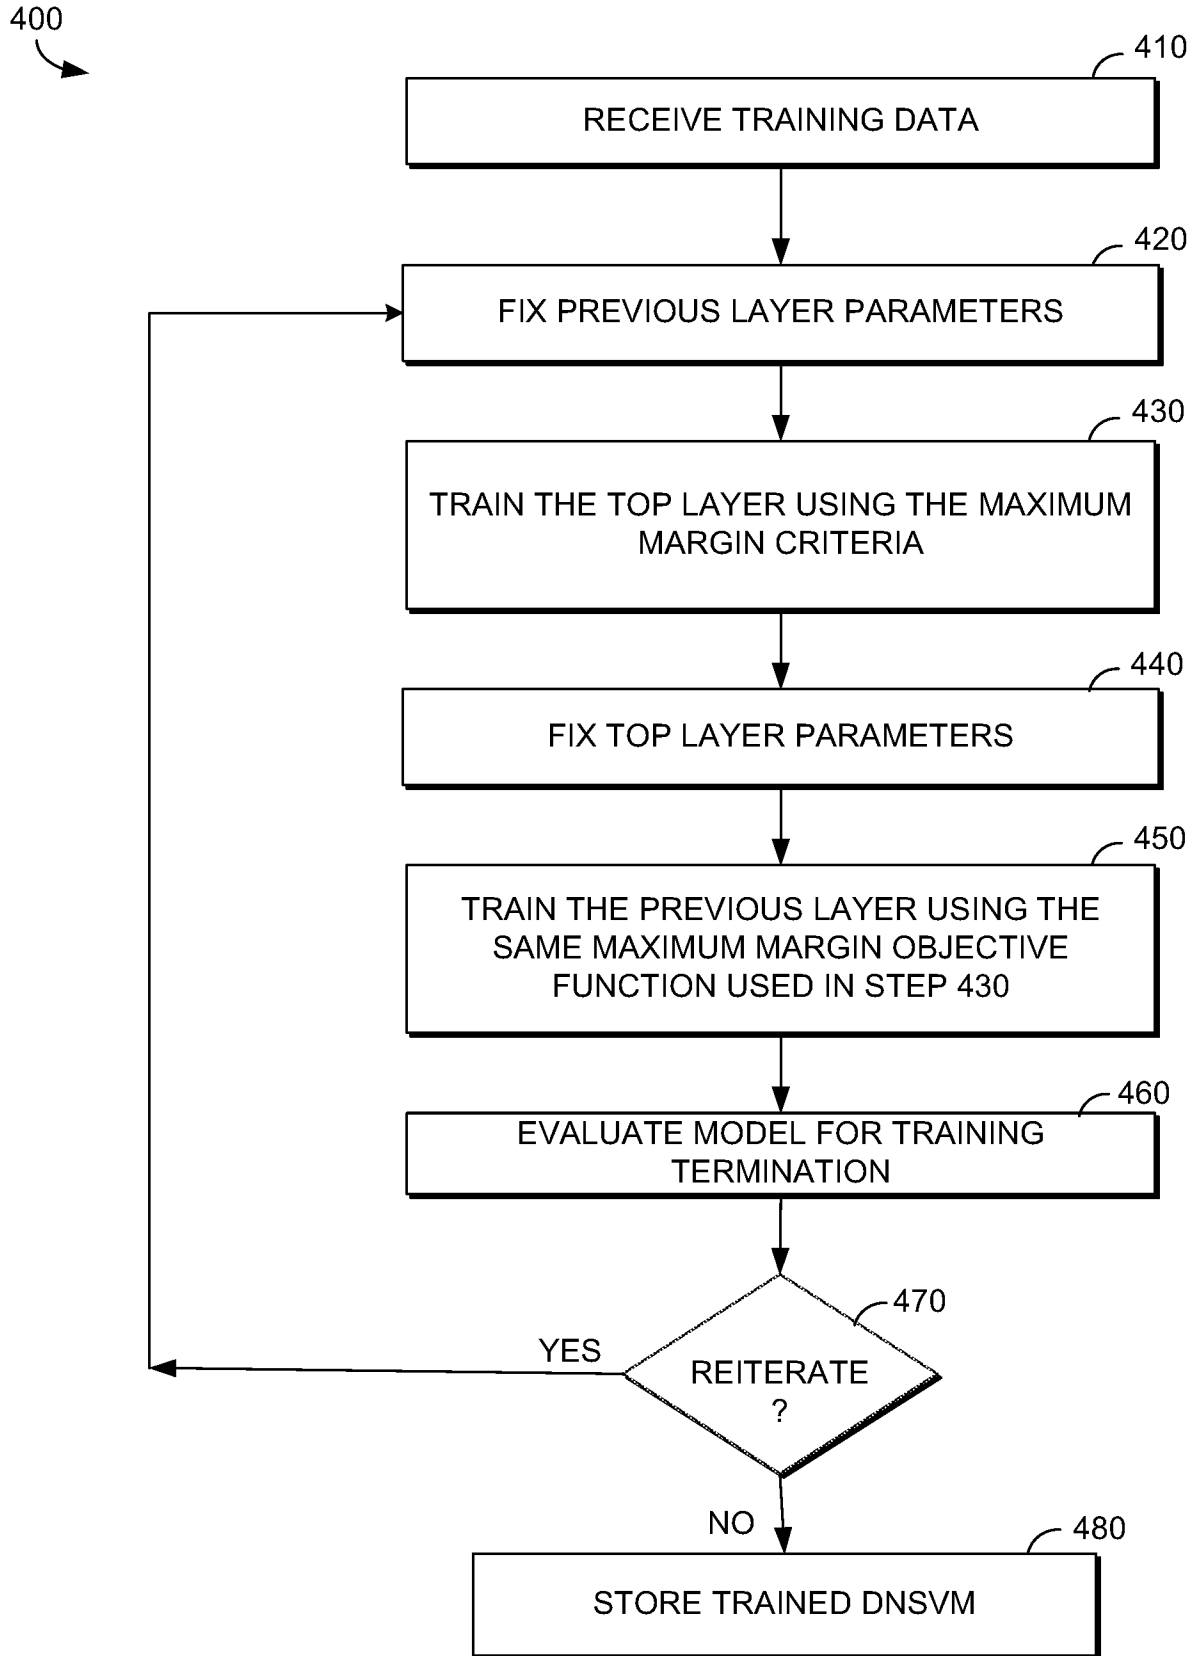 400
410
RECEIVE TRAINING DATA
420
FIX PREVIOUS LAYER PARAMETERS
430
TRAIN THE TOP LAYER USING THE MAXIMUM
MARGIN CRITERIA
440
FIX TOP LAYER PARAMETERS
450
TRAIN THE PREVIOUS LAYER USING THE
SAME MAXIMUM MARGIN OBJECTIVE
FUNCTION USED IN STEP 430
460
EVALUATE MODEL FOR TRAINING
TERMINATION
470
YES
REITERATE
?
NO
480
STORE TRAINED DNSVM